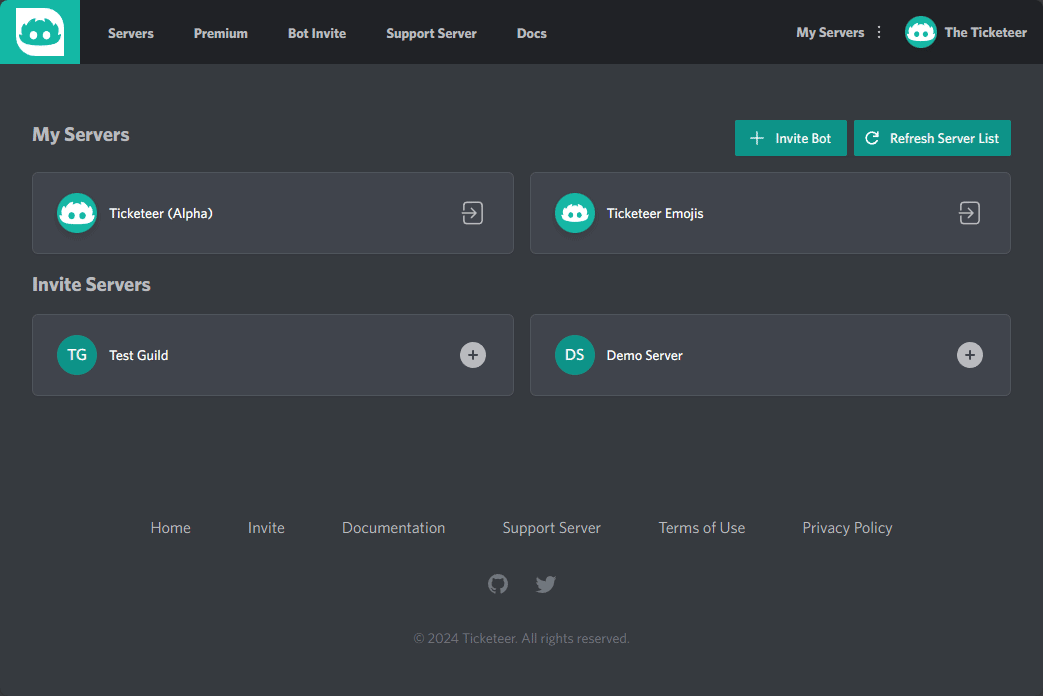 Servers Premium Bot Invite Support Server Docs My Servers The Ticketeer
My Servers
Invite Bot Refresh Server List
Ticketeer (Alpha) Ticketeer Emojis
Invite Servers
TG Test Guild DS Demo Server
Home Invite Documentation Support Server Terms of Use Privacy Policy
© 2024 Ticketeer. All rights reserved.